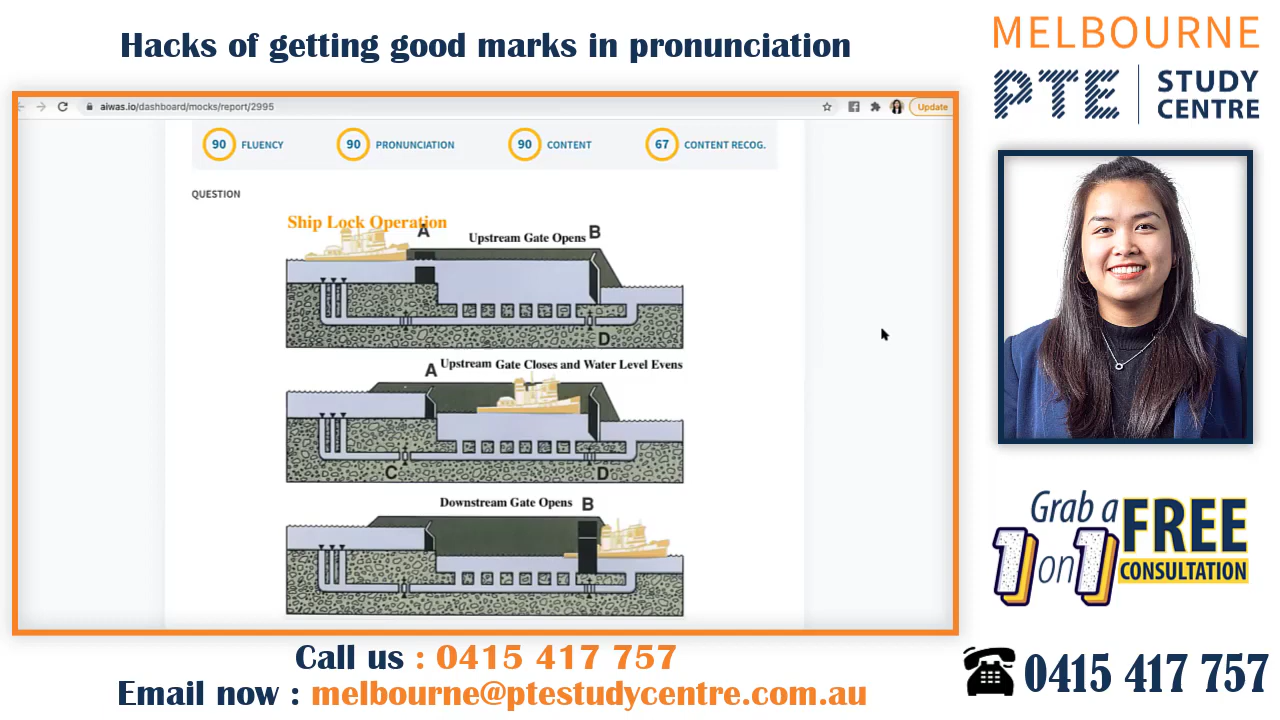 Hacks of getting good marks in pronunciation
MELBOURNE
PTE STUDY CENTRE
aiwas.io/dashboard/mocks/report/2995
Update
90 FLUENCY
90 PRONUNCIATION
90 CONTENT
67 CONTENT RECOG.
QUESTION
Ship Lock Operation
A
Upstream Gate Opens B
D
A Upstream Gate Closes and Water Level Evens
C
D
Downstream Gate Opens B
Grab a
1 on 1 FREE
CONSULTATION
Call us : 0415 417 757
Email now : melbourne@ptestudycentre.com.au
0415 417 757